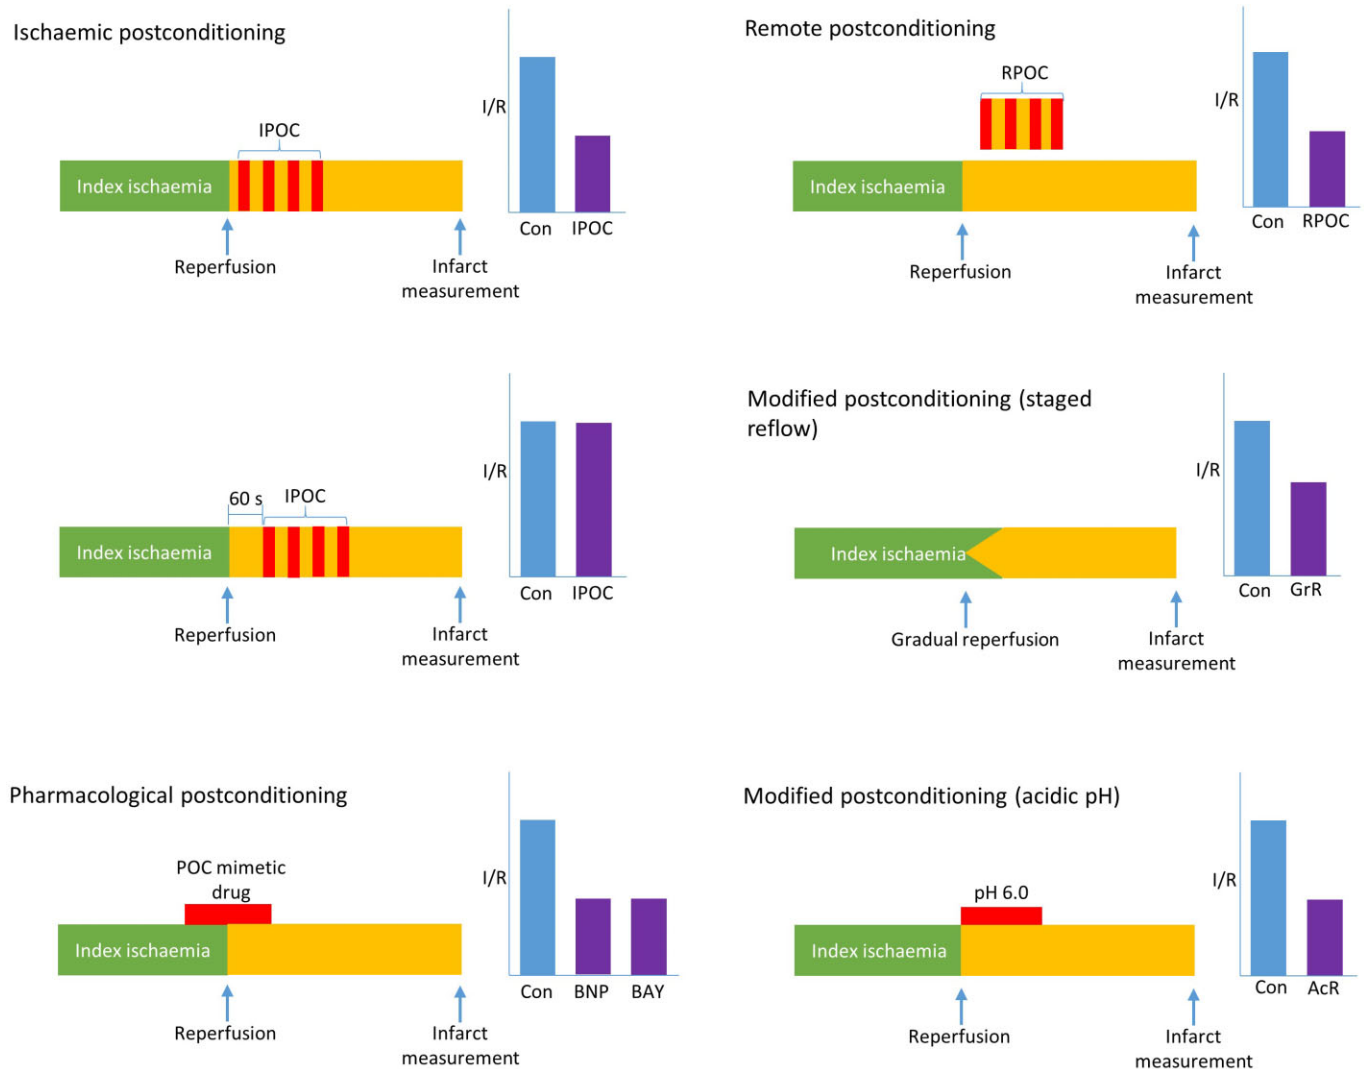 Ischaemic postconditioning
I/R
IPOC
Index ischaemia
Con IPOC
Reperfusion
Infarct
measurement
Remote postconditioning
RPOC
I/R
Index ischaemia
Con RPOC
Reperfusion
Infarct
measurement
60 s
IPOC
I/R
Index ischaemia
Con IPOC
Reperfusion
Infarct
measurement
Modified postconditioning (staged
reflow)
I/R
Index ischaemia
Con GrR
Gradual reperfusion
Infarct
measurement
Pharmacological postconditioning
POC mimetic
drug
I/R
Index ischaemia
Con BNP BAY
Reperfusion
Infarct
measurement
Modified postconditioning (acidic pH)
pH 6.0
I/R
Index ischaemia
Con AcR
Reperfusion
Infarct
measurement